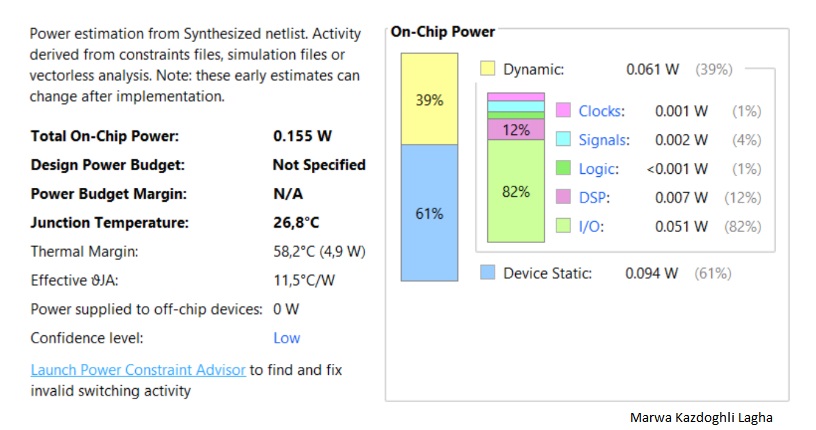 Power estimation from Synthesized netlist. Activity
derived from constraints files, simulation files or
vectorless analysis. Note: these early estimates can
change after implementation.
Total On-Chip Power: 0.155 W
Design Power Budget: Not Specified
Power Budget Margin: N/A
Junction Temperature: 26,8°C
Thermal Margin: 58,2°C (4,9 W)
Effective ϑJA: 11,5°C/W
Power supplied to off-chip devices: 0 W
Confidence level: Low
Launch Power Constraint Advisor to find and fix
invalid switching activity
On-Chip Power
39%
61%
Dynamic: 0.061 W (39%)
12%
82%
Clocks: 0.001 W (1%)
Signals: 0.002 W (4%)
Logic: <0.001 W (1%)
DSP: 0.007 W (12%)
I/O: 0.051 W (82%)
Device Static: 0.094 W (61%)
Marwa Kazdoghli Lagha